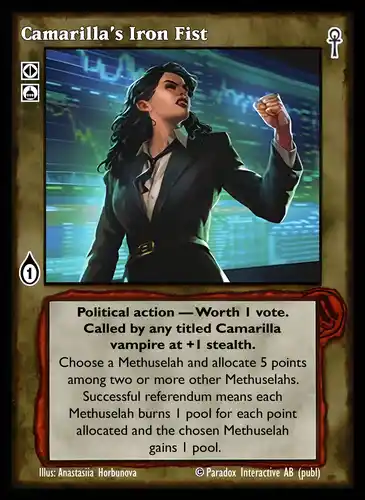 Camarilla's Iron Fist
1
Political action — Worth 1 vote.
Called by any titled Camarilla
vampire at +1 stealth.
Choose a Methuselah and allocate 5 points
among two or more other Methuselahs.
Successful referendum means each
Methuselah burns 1 pool for each point
allocated and the chosen Methuselah
gains 1 pool.
Illus: Anastasiia Horbunova © Paradox Interactive AB (publ)